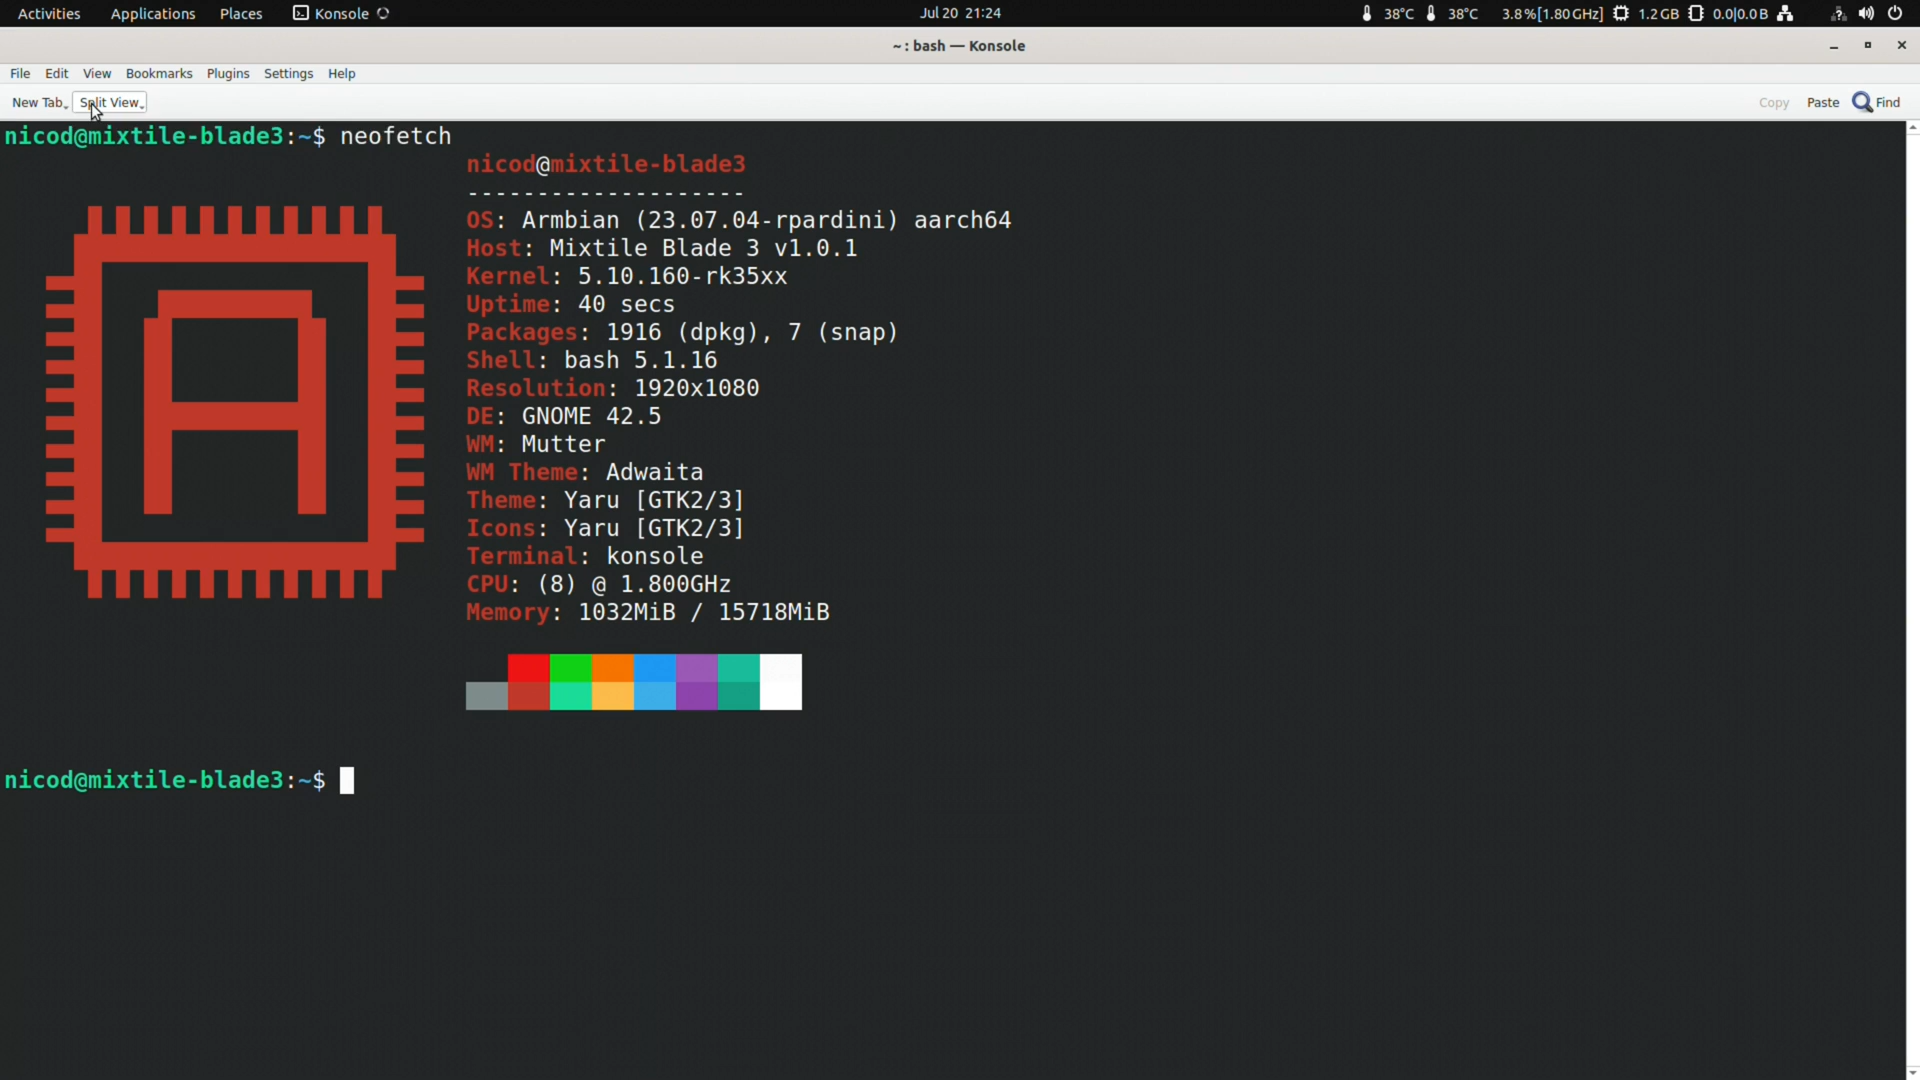 Activities Applications Places Konsole Jul 20 21:24 38°C 38°C 3.8%[1.80GHz] 1.2GB 0.0|0.0B
~ : bash — Konsole
File Edit View Bookmarks Plugins Settings Help
New Tab Split View Copy Paste Find
nicod@mixtile-blade3:~$ neofetch
nicod@mixtile-blade3
--------------------
OS: Armbian (23.07.04-rpardini) aarch64
Host: Mixtile Blade 3 v1.0.1
Kernel: 5.10.160-rk35xx
Uptime: 40 secs
Packages: 1916 (dpkg), 7 (snap)
Shell: bash 5.1.16
Resolution: 1920x1080
DE: GNOME 42.5
WM: Mutter
WM Theme: Adwaita
Theme: Yaru [GTK2/3]
Icons: Yaru [GTK2/3]
Terminal: konsole
CPU: (8) @ 1.800GHz
Memory: 1032MiB / 15718MiB
nicod@mixtile-blade3:~$